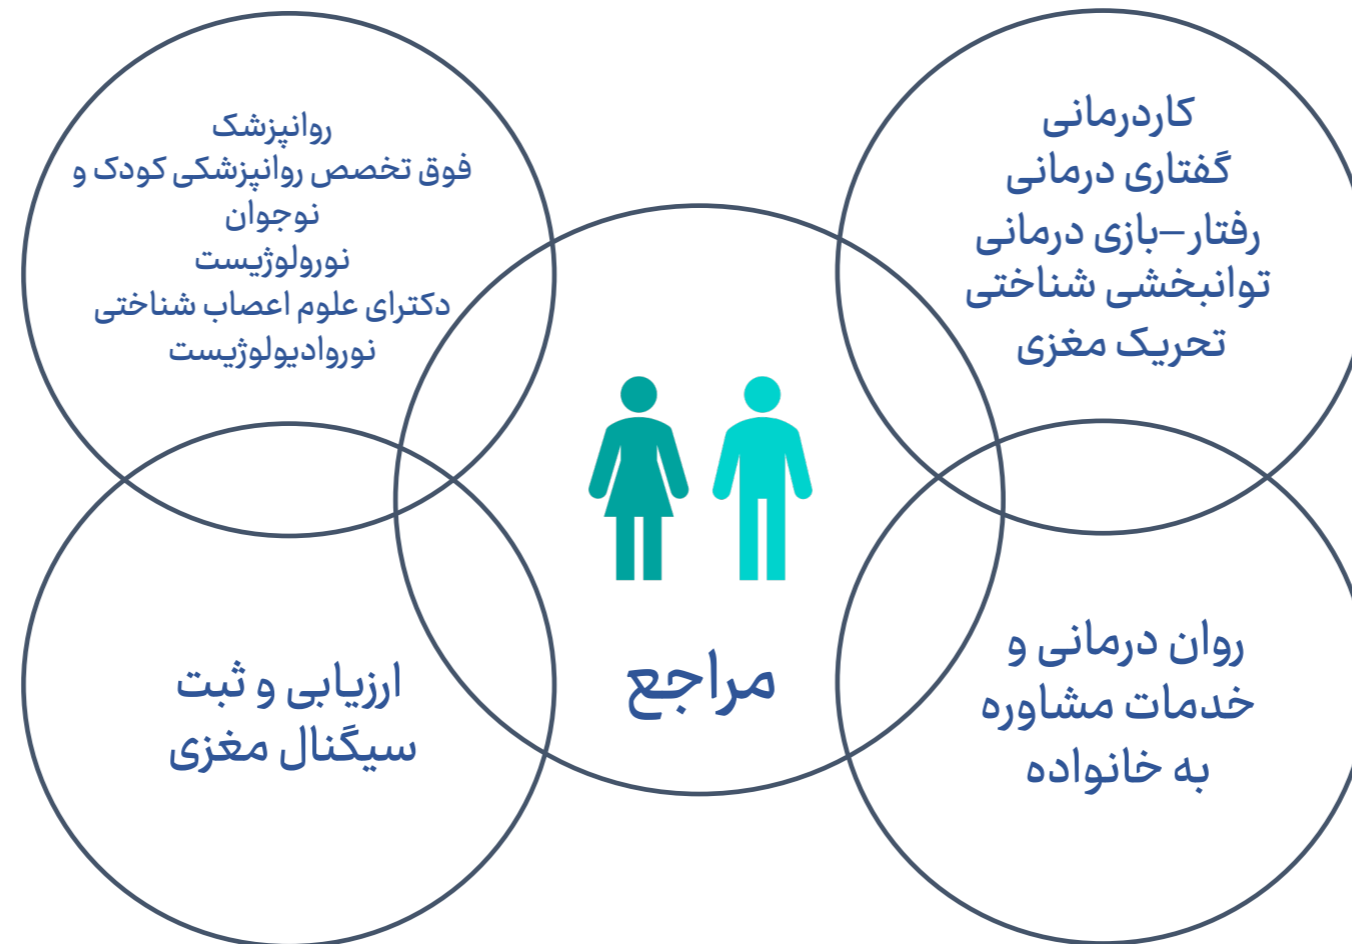 کاردرمانی
گفتاری درمانی
رفتار –بازی درمانی
توانبخشی شناختی
تحریک مغزی
روانپزشک
فوق تخصص روانپزشکی کودک و
نوجوان
نورولوژیست
دکترای علوم اعصاب شناختی
نوروادیولوژیست
مراجع
روان درمانی و
خدمات مشاوره
به خانواده
ارزیابی و ثبت
سیگنال مغزی